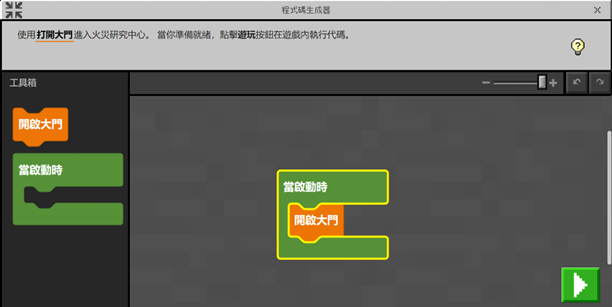 程式碼生成器
使用打開大門進入火災研究中心。 當你準備就緒，點擊遊玩按鈕在遊戲內執行代碼。
工具箱
開啟大門
當啟動時
當啟動時
開啟大門